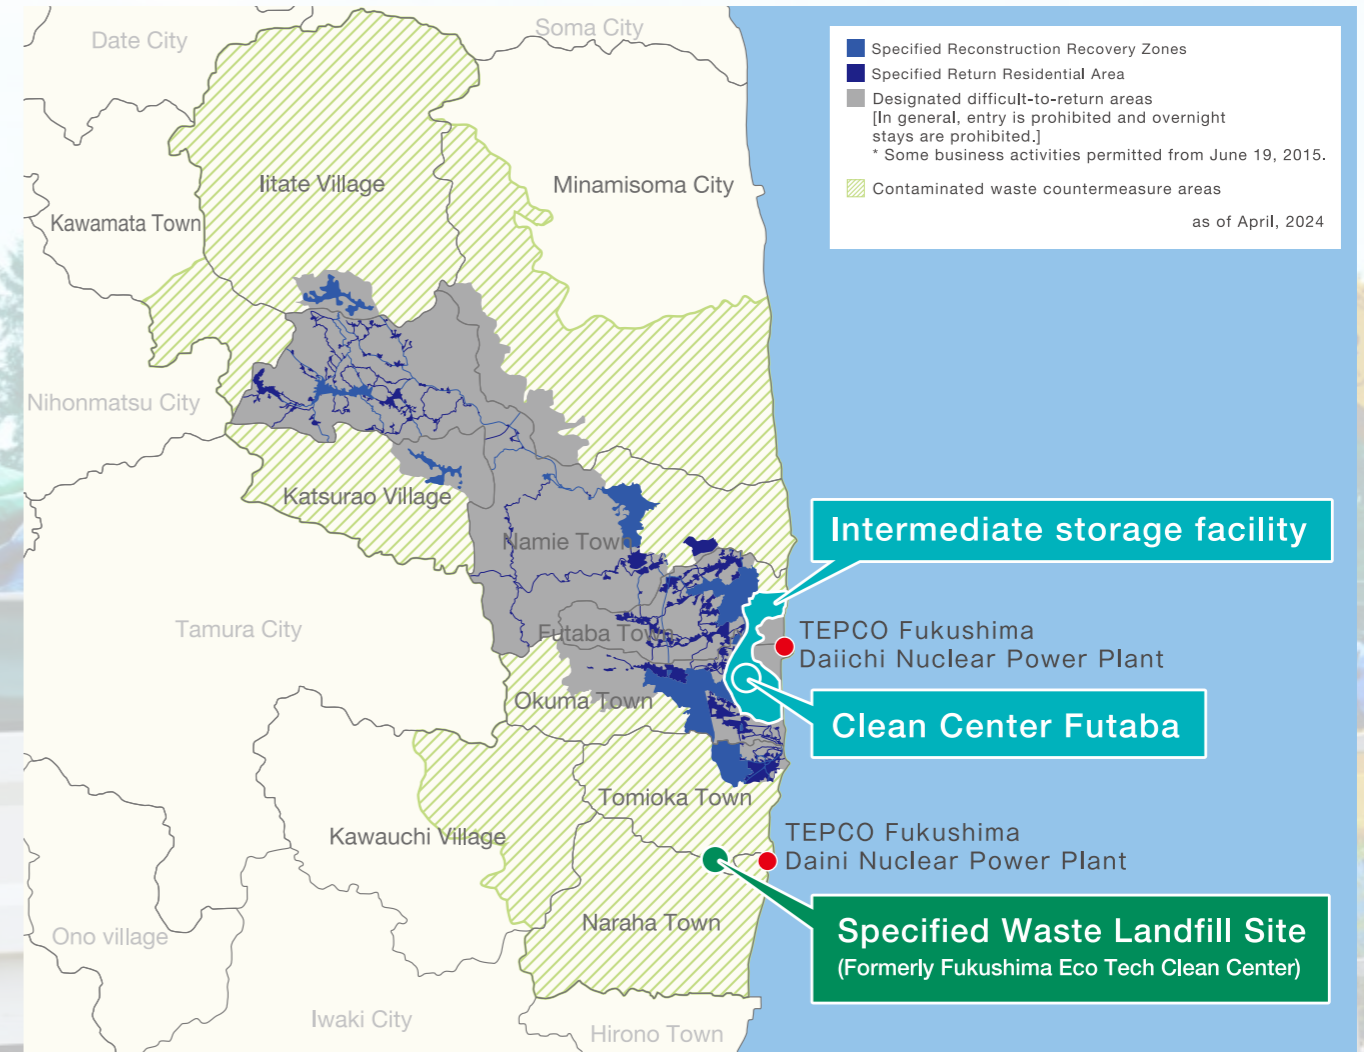 Date City
Soma City
Specified Reconstruction Recovery Zones
Specified Return Residential Area
Designated difficult-to-return areas
[In general, entry is prohibited and overnight
stays are prohibited.]
* Some business activities permitted from June 19, 2015.
Contaminated waste countermeasure areas
as of April, 2024
Iitate Village
Minamisoma City
Kawamata Town
Nihonmatsu City
Katsurao Village
Namie Town
Intermediate storage facility
Tamura City
Futaba Town
TEPCO Fukushima
Daiichi Nuclear Power Plant
Okuma Town
Clean Center Futaba
Tomioka Town
Kawauchi Village
TEPCO Fukushima
Daini Nuclear Power Plant
Naraha Town
Specified Waste Landfill Site
(Formerly Fukushima Eco Tech Clean Center)
Ono village
Iwaki City
Hirono Town